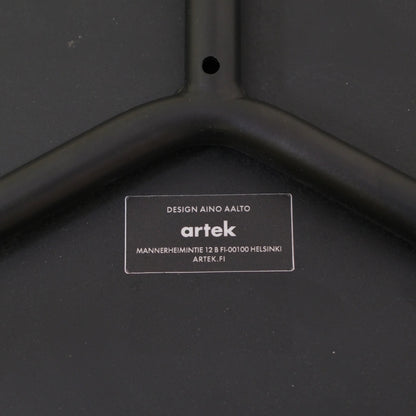 DESIGN AINO AALTO
artek
MANNERHEIMINTIE 12 B FI-00100 HELSINKI
ARTEK.FI